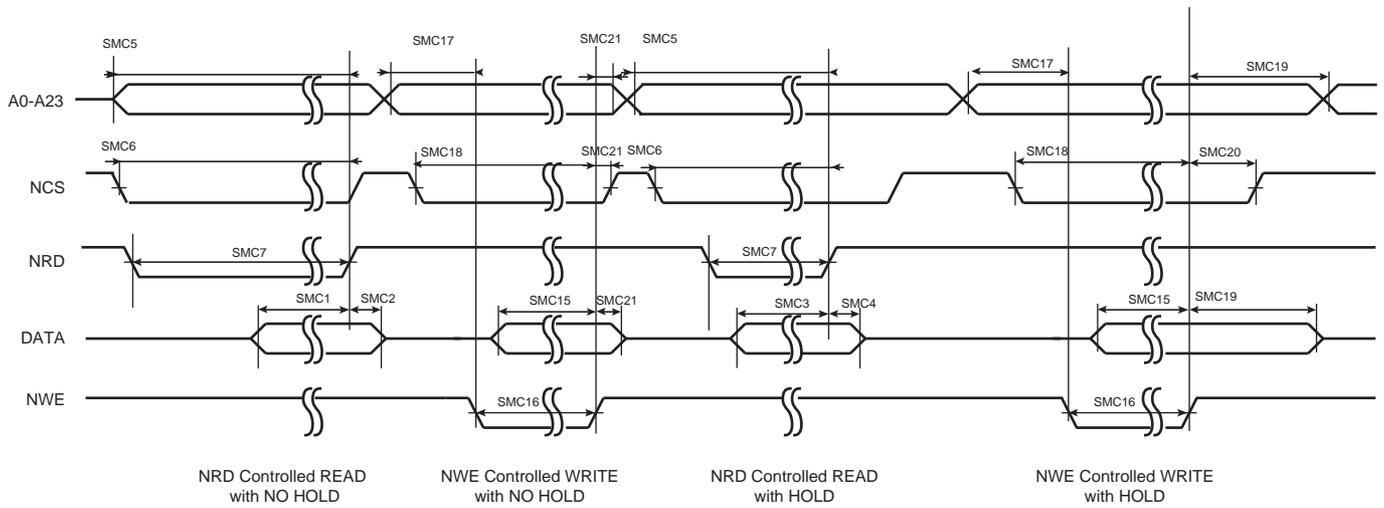 SMC5 SMC17 SMC21 SMC5 SMC17 SMC19
A0-A23
SMC6 SMC18 SMC21 SMC6 SMC18 SMC20
NCS
NRD SMC7 SMC7
SMC1 SMC2 SMC15 SMC21 SMC3 SMC4 SMC15 SMC19
DATA
NWE SMC16 SMC16
NRD Controlled READ
with NO HOLD
NWE Controlled WRITE
with NO HOLD
NRD Controlled READ
with HOLD
NWE Controlled WRITE
with HOLD